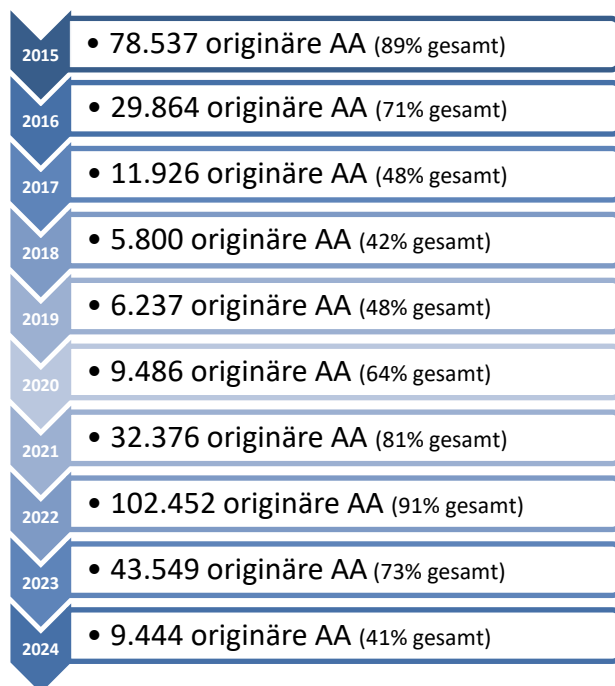 2015 • 78.537 originäre AA (89% gesamt)
2016 • 29.864 originäre AA (71% gesamt)
2017 • 11.926 originäre AA (48% gesamt)
2018 • 5.800 originäre AA (42% gesamt)
2019 • 6.237 originäre AA (48% gesamt)
2020 • 9.486 originäre AA (64% gesamt)
2021 • 32.376 originäre AA (81% gesamt)
2022 • 102.452 originäre AA (91% gesamt)
2023 • 43.549 originäre AA (73% gesamt)
2024 • 9.444 originäre AA (41% gesamt)